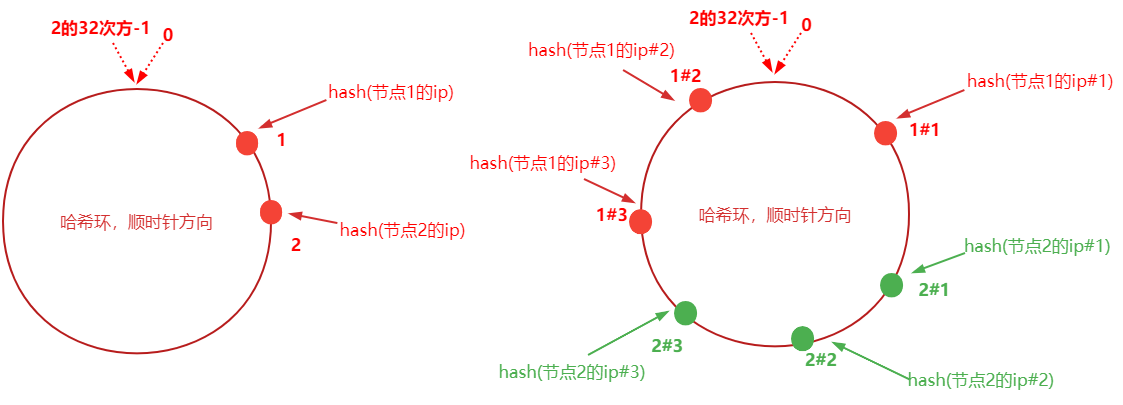 2的32次方-1
0
hash(节点1的ip)
1
哈希环，顺时针方向
hash(节点2的ip)
2
2的32次方-1
0
hash(节点1的ip#2)
1#2
hash(节点1的ip#1)
1#1
hash(节点1的ip#3)
1#3
哈希环，顺时针方向
hash(节点2的ip#1)
2#1
2#3
2#2
hash(节点2的ip#3)
hash(节点2的ip#2)